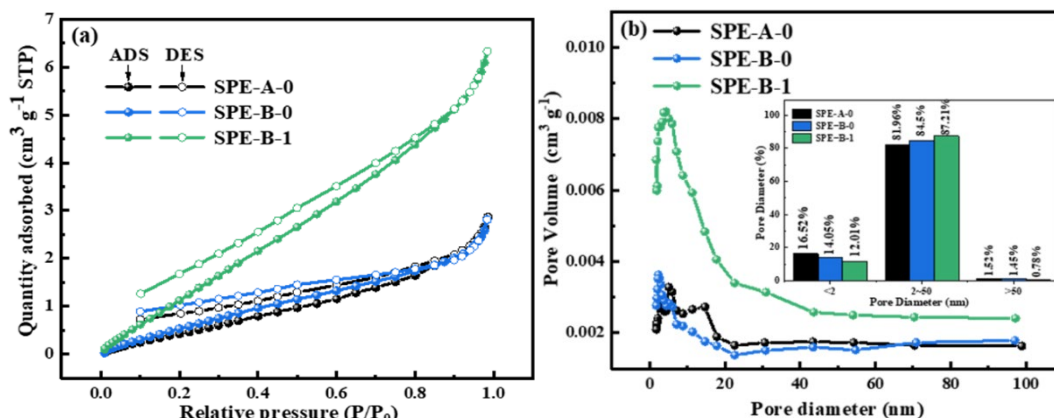 (a)
ADS DES
SPE-A-0
SPE-B-0
SPE-B-1
Quantity adsorbed (cm³ g⁻¹ STP)
7
6
5
4
3
2
1
0
0.0 0.2 0.4 0.6 0.8 1.0
Relative pressure (P/P₀)
(b)
SPE-A-0
SPE-B-0
SPE-B-1
Pore Volume (cm³ g⁻¹)
0.010
0.008
0.006
0.004
0.002
0 20 40 60 80 100
Pore diameter (nm)
SPE-A-0
SPE-B-0
SPE-B-1
Pore Diameter (%)
100
80
60
40
20
0
16.52%
14.05%
12.01%
81.96%
84.5%
87.21%
1.52%
1.45%
0.78%
<2 2-50 >50
Pore Diameter (nm)